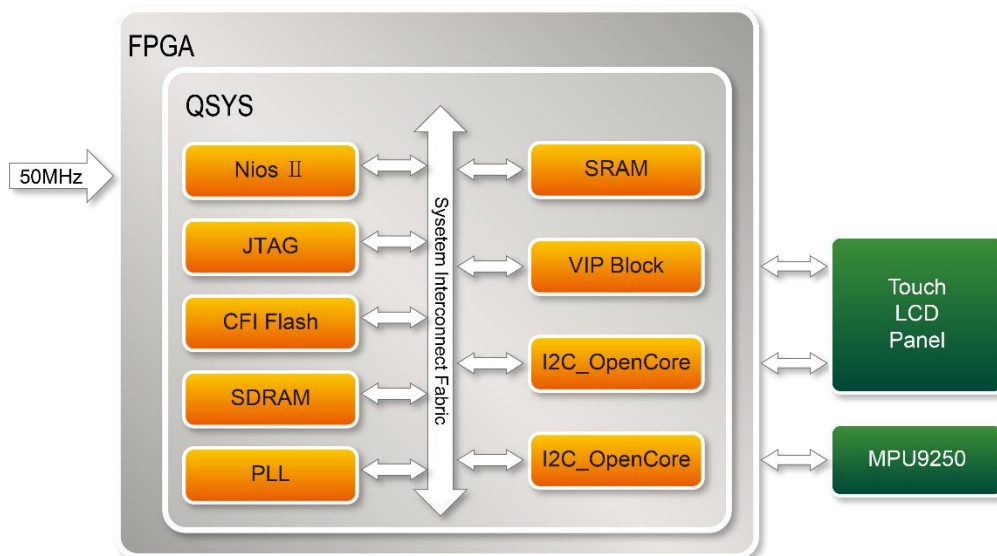 FPGA
QSYS
50MHz
Nios Ⅱ
JTAG
CFI Flash
SDRAM
PLL
Sysetem Interconnect Fabric
SRAM
VIP Block
I2C_OpenCore
I2C_OpenCore
Touch
LCD
Panel
MPU9250